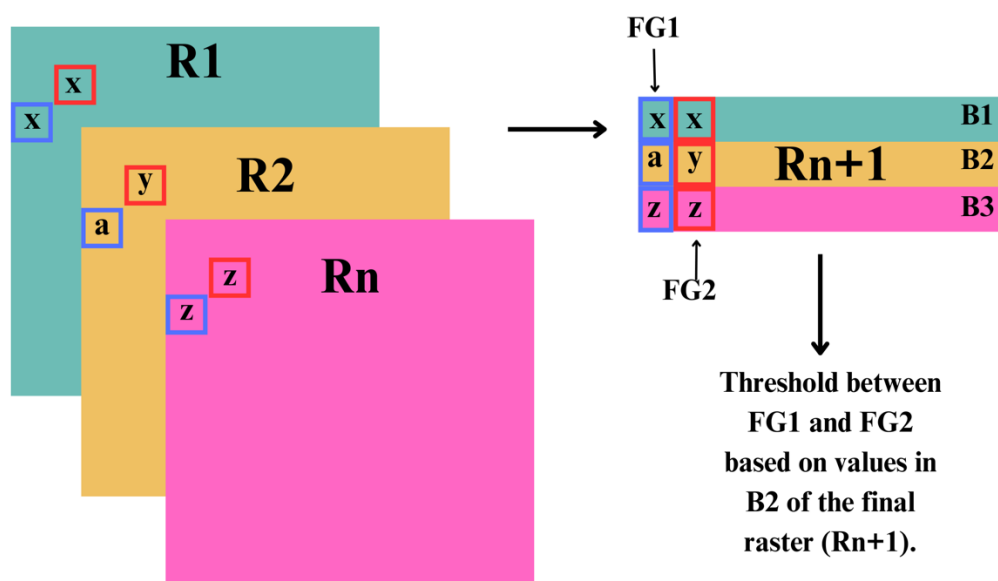 R1
x
x
R2
y
a
Rn
z
z
FG1
x x B1
a y Rn+1 B2
z z B3
FG2
Threshold between
FG1 and FG2
based on values in
B2 of the final
raster (Rn+1).